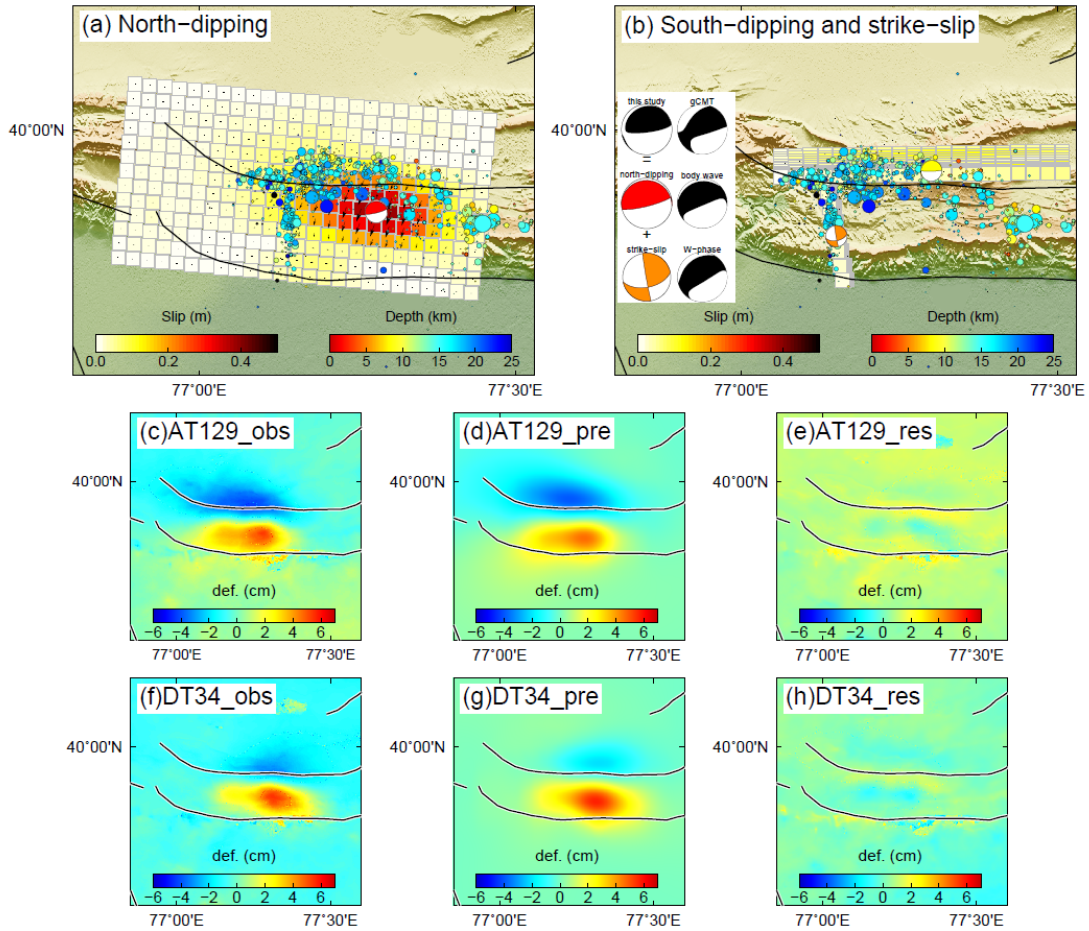 (a) North−dipping
(b) South−dipping and strike−slip
40°00'N
this study
gCMT
=
north−dipping
body wave
+
strike−slip
W−phase
Slip (m)
Depth (km)
Slip (m)
Depth (km)
0.0 0.2 0.4
0 5 10 15 20 25
0.0 0.2 0.4
0 5 10 15 20 25
77°00'E
77°30'E
77°00'E
77°30'E
(c)AT129_obs
(d)AT129_pre
(e)AT129_res
40°00'N
40°00'N
40°00'N
def. (cm)
def. (cm)
def. (cm)
−6 −4 −2 0 2 4 6
−6 −4 −2 0 2 4 6
−6 −4 −2 0 2 4 6
77°00'E
77°30'E
77°00'E
77°30'E
77°00'E
77°30'E
(f)DT34_obs
(g)DT34_pre
(h)DT34_res
40°00'N
40°00'N
40°00'N
def. (cm)
def. (cm)
def. (cm)
−6 −4 −2 0 2 4 6
−6 −4 −2 0 2 4 6
−6 −4 −2 0 2 4 6
77°00'E
77°30'E
77°00'E
77°30'E
77°00'E
77°30'E